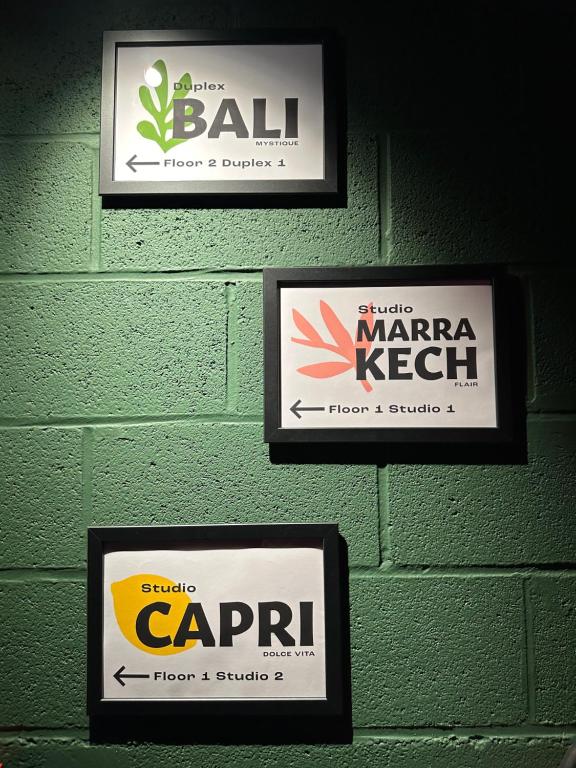 Duplex
BALI
MYSTIQUE
← Floor 2 Duplex 1
Studio
MARRA
KECH
FLAIR
← Floor 1 Studio 1
Studio
CAPRI
DOLCE VITA
← Floor 1 Studio 2